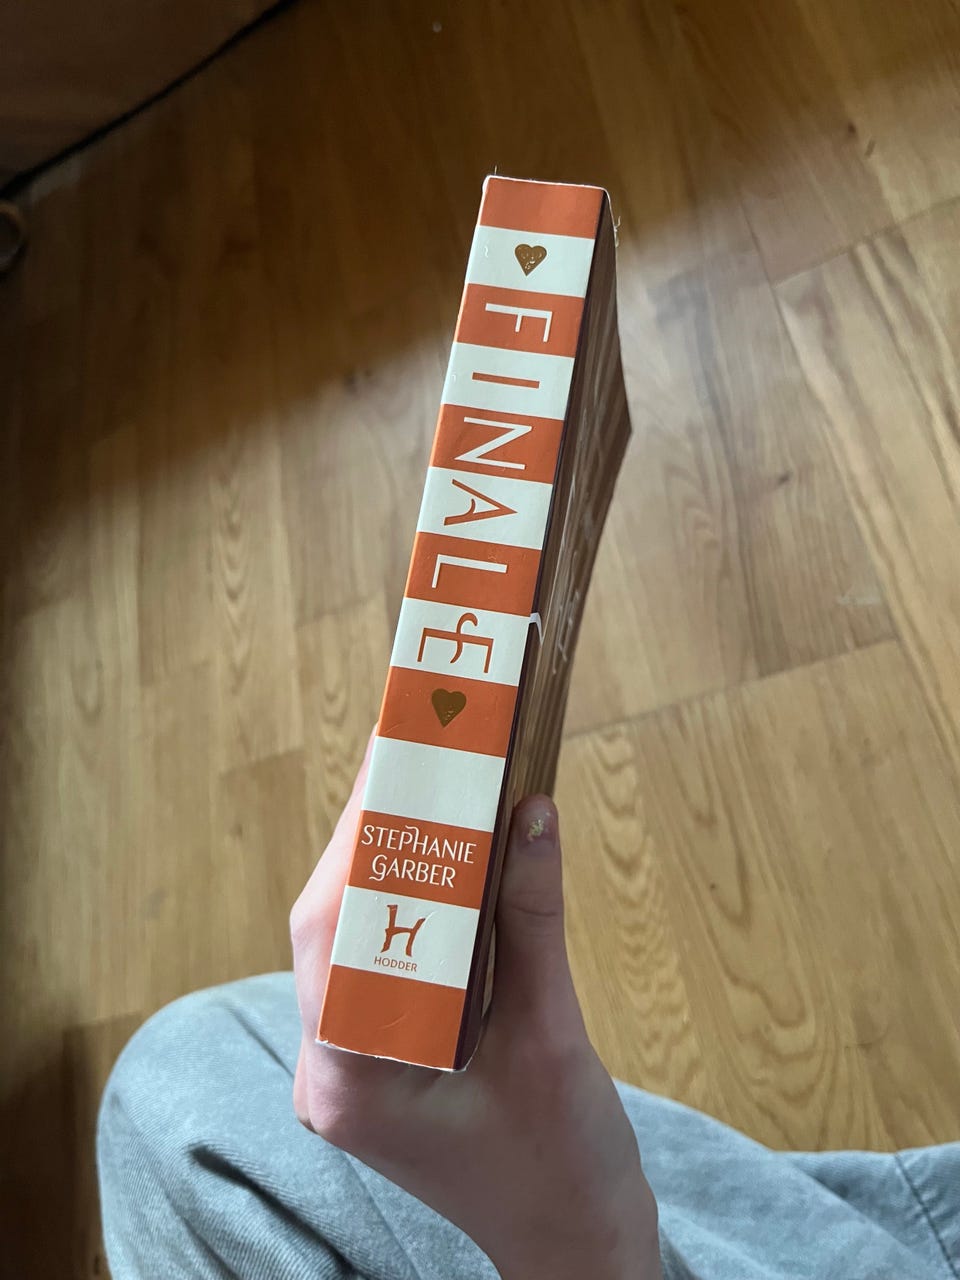 FINALE
STEPHANIE
GARBER
H
HODDER